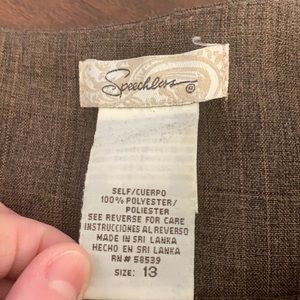 Speechless®
SELF/CUERPO
100% POLYESTER/
POLIESTER
SEE REVERSE FOR CARE
INSTRUCCIONES AL REVERSO
MADE IN SRI LANKA
HECHO EN SRI LANKA
RN# 58539
SIZE: 13